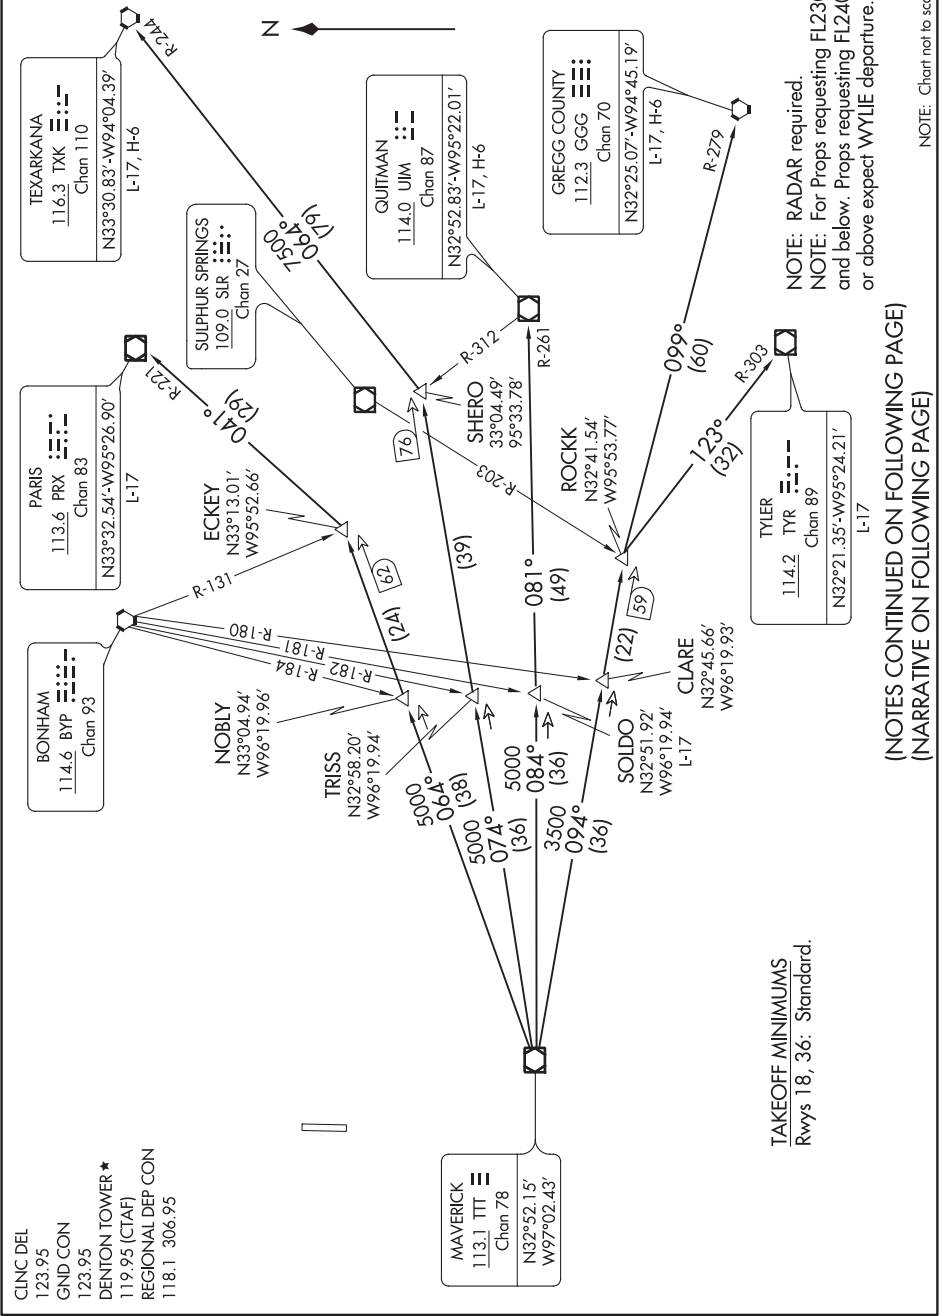 CLNC DEL
123.95
GND CON
123.95
DENTON TOWER★
119.95 (CTAF)
REGIONAL DEP CON
118.1 306.95
BONHAM
114.6 BYP
Chan 93
PARIS
113.6 PRX
Chan 83
N33°32.54'-W95°26.90'
L-17
TEXARKANA
116.3 TXK
Chan 110
N33°30.83'-W94°04.39'
L-17, H-6
SULPHUR SPRINGS
109.0 SLR
Chan 27
QUITMAN
114.0 UIM
Chan 87
N32°52.83'-W95°22.01'
L-17, H-6
GREGG COUNTY
112.3 GGG
Chan 70
N32°25.07'-W94°45.19'
L-17, H-6
TYLER
114.2 TYR
Chan 89
N32°21.35'-W95°24.21'
L-17
MAVERICK
113.1 TTT
Chan 78
N32°52.15'
W97°02.43'
NOBLY
N33°04.94'
W96°19.96'
TRISS
N32°58.20'
W96°19.94'
SOLDO
N32°51.92'
W96°19.94'
L-17
CLARE
N32°45.66'
W96°19.93'
ECKEY
N33°13.01'
W95°52.66'
SHERO
33°04.49'
95°33.78'
ROCKK
N32°41.54'
W95°53.77'
5000
064°
(38)
5000
074°
(36)
5000
084°
(36)
3500
094°
(36)
R-184
R-182
R-181
R-180
R-131
(24)
62
041°
(29)
R-221
(39)
76
7500
064°
(79)
R-244
R-312
R-203
081°
(49)
R-261
(22)
59
099°
(60)
R-279
123°
(32)
R-303
N
TAKEOFF MINIMUMS
Rwys 18, 36: Standard.
NOTE: RADAR required.
NOTE: For Props requesting FL230
and below. Props requesting FL240
or above expect WYLIE departure.
NOTE: Chart not to
(NOTES CONTINUED ON FOLLOWING PAGE)
(NARRATIVE ON FOLLOWING PAGE)